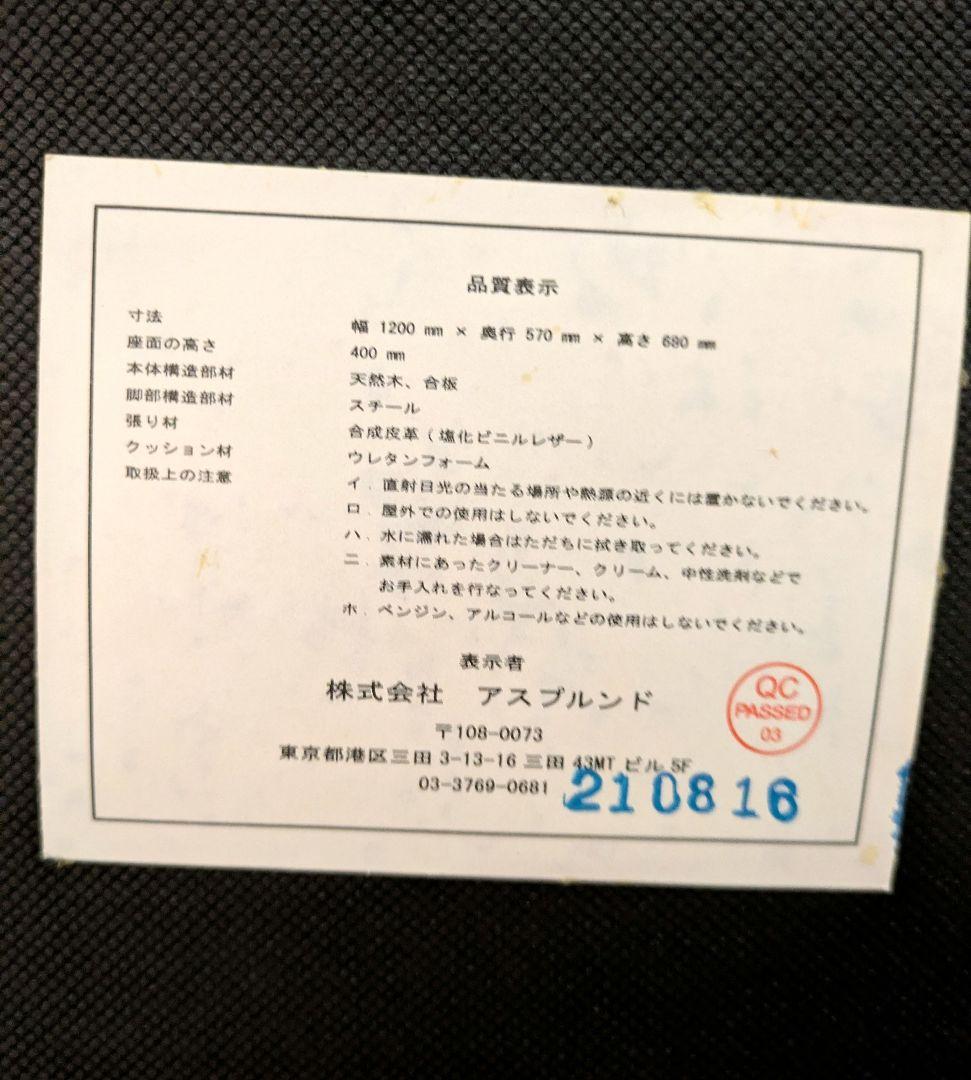 品質表示
寸法 幅 1200 mm × 奥行 570 mm × 高さ 680 mm
座面の高さ 400 mm
本体構造部材 天然木、合板
脚部構造部材 スチール
張り材 合成皮革（塩化ビニルレザー）
クッション材 ウレタンフォーム
取扱上の注意 イ．直射日光の当たる場所や熱源の近くには置かないでください。
ロ．屋外での使用はしないでください。
ハ．水に濡れた場合はただちに拭き取ってください。
ニ．素材にあったクリーナー、クリーム、中性洗剤などで
お手入れを行なってください。
ホ．ベンジン、アルコールなどの使用はしないでください。
表示者
株式会社 アスプルンド
〒108-0073
東京都港区三田 3-13-16 三田 43MT ビル 5F
03-3769-0681
QC
PASSED
03
210816